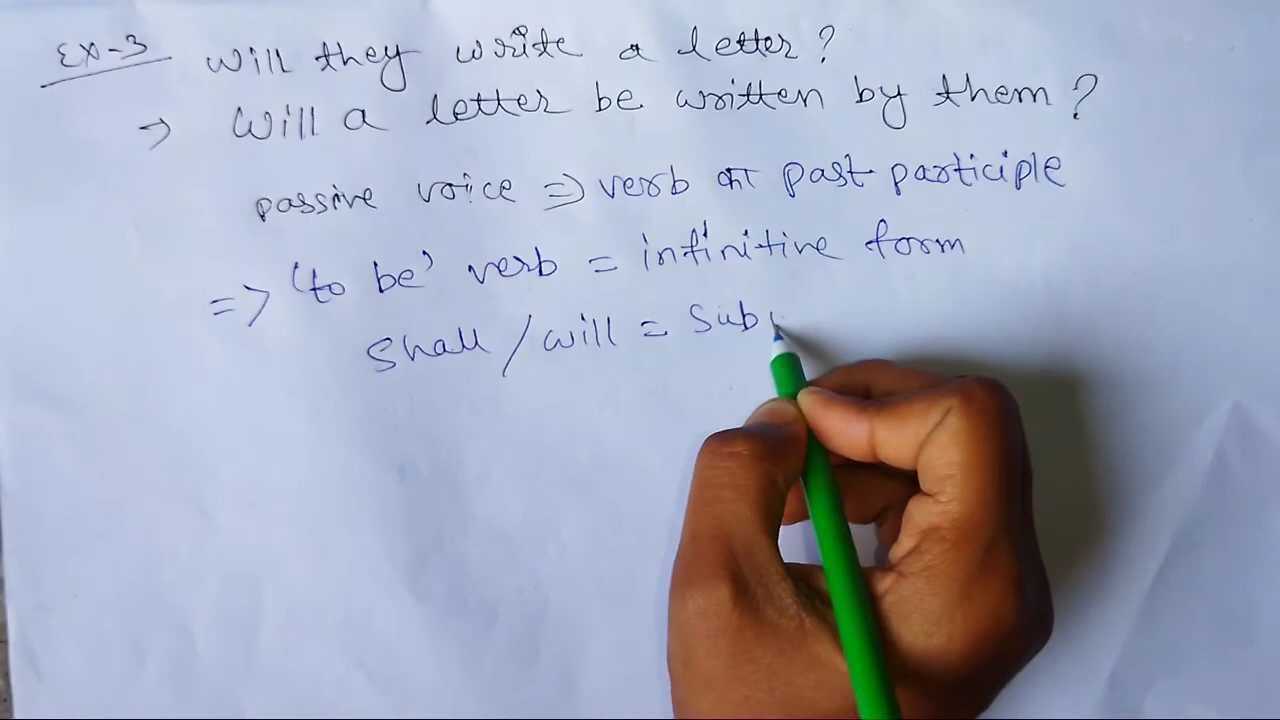 Ex-3 Will they write a letter?
⇒ Will a letter be written by them?
passive voice ⇒ verb का past participle
⇒ 'to be' verb = infinitive form
Shall / will = Sub